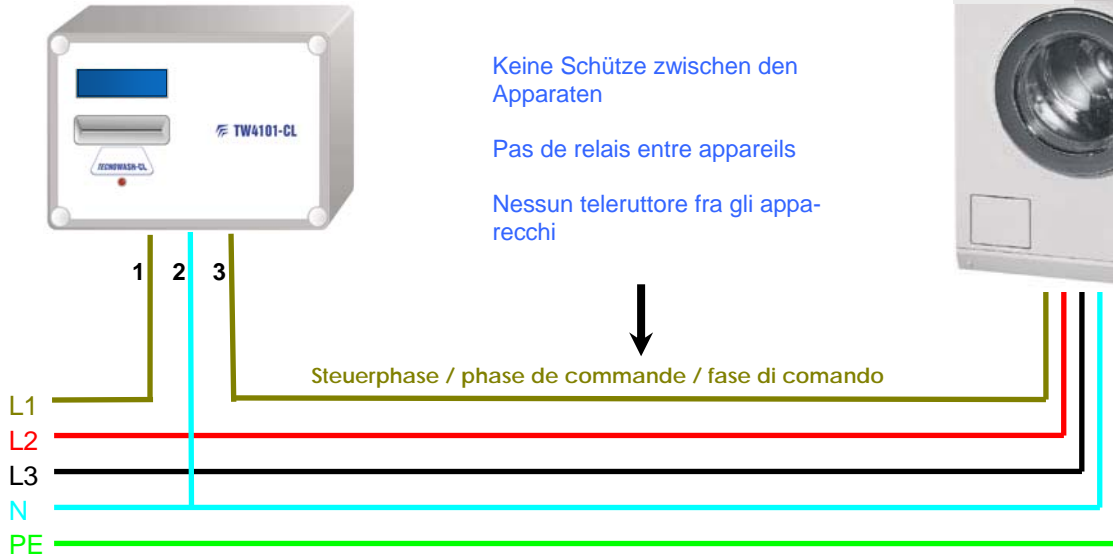 Keine Schütze zwischen den
Apparaten
Pas de relais entre appareils
Nessun teleruttore fra gli appa-
recchi
TW4101-CL
TECNOWASH-CL
1 2 3
Steuerphase / phase de commande / fase di comando
L1
L2
L3
N
PE